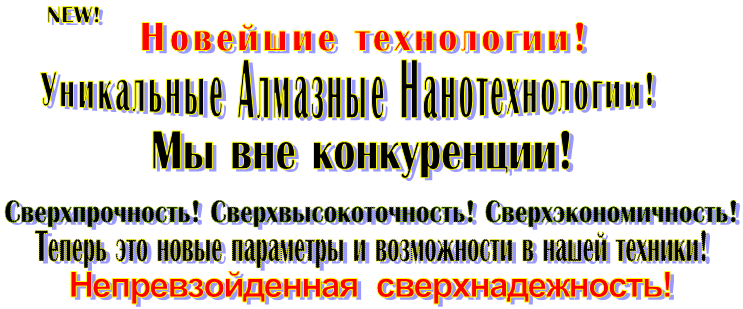 NEW!
Новейшие технологии!
Уникальные Алмазные Нанотехнологии!
Мы вне конкуренции!
Сверхпрочность! Сверхвысокоточность! Сверхэкономичность!
Теперь это новые параметры и возможности в нашей техники!
Непревзойденная сверхнадежность!